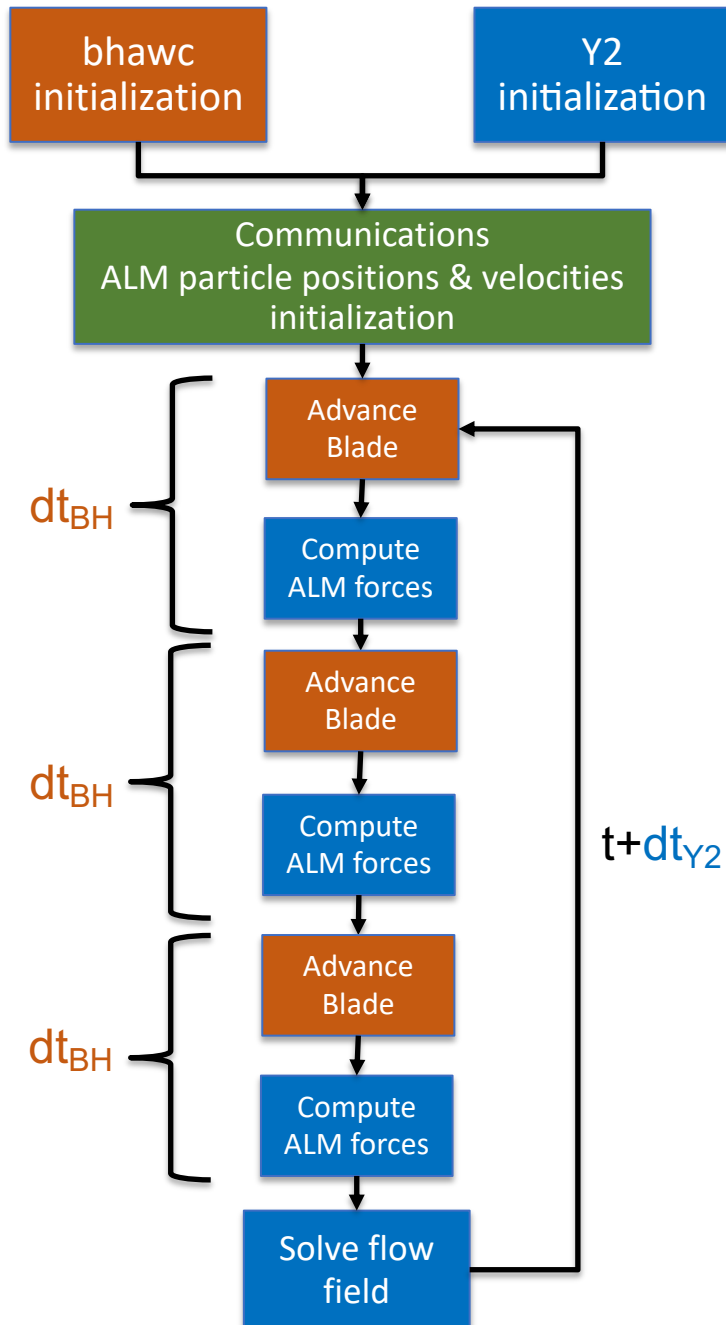 bhawc
initialization
Y2
initialization
Communications
ALM particle positions & velocities
initialization
Advance
Blade
dtBH
Compute
ALM forces
Advance
Blade
dtBH
Compute
ALM forces
t+dtY2
Advance
Blade
dtBH
Compute
ALM forces
Solve flow
field